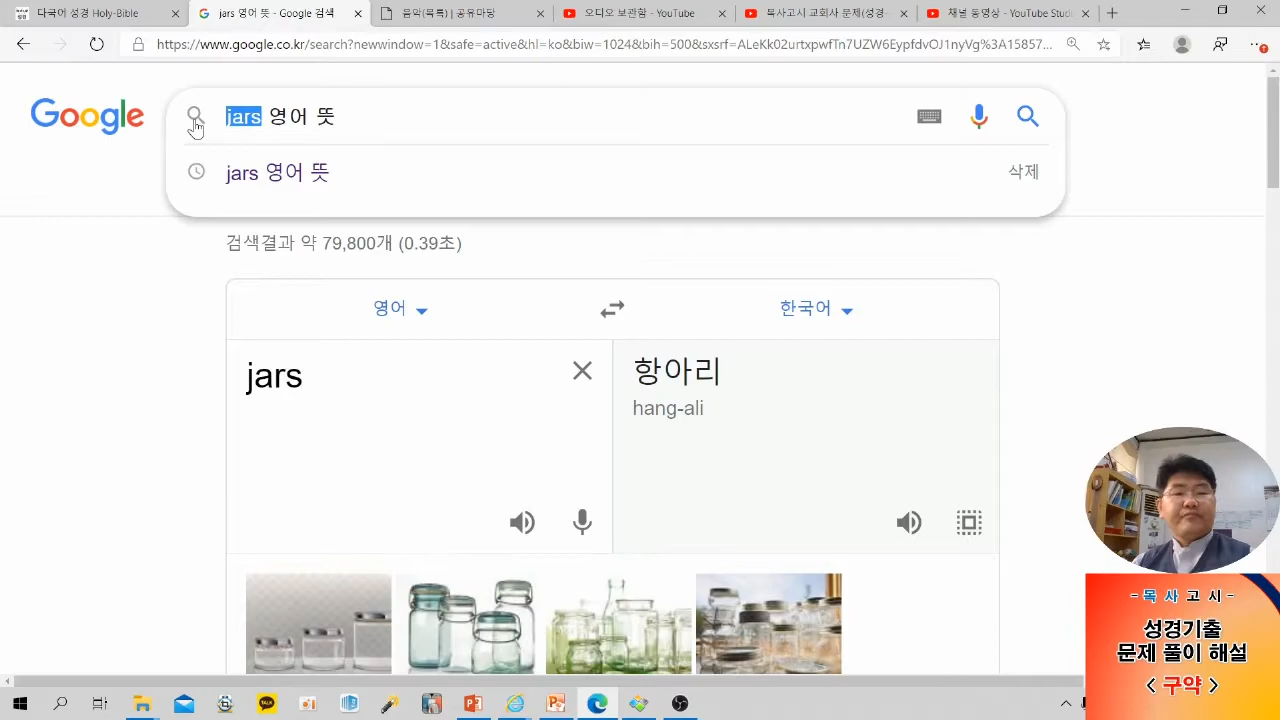 다국어 성경 Holy-Bible
jars 영어 뜻 - Google 검색
음악(목록) | 공유마당
오디오 보관함 - YouTube
목사고시 교회사 문제(성경-
채널 동영상 - YouTube Studi
https://www.google.co.kr/search?newwindow=1&safe=active&hl=ko&biw=1024&bih=500&sxsrf=ALeKk02urtxpwfTn7UZW6EypfdvOJ1nyVg%3A15857...
Google
jars 영어 뜻
jars 영어 뜻
삭제
검색결과 약 79,800개 (0.39초)
영어
한국어
jars
항아리
hang-ali
- 목 사 고 시 -
성경기출
문제 풀이 해설
< 구약 >
TALK